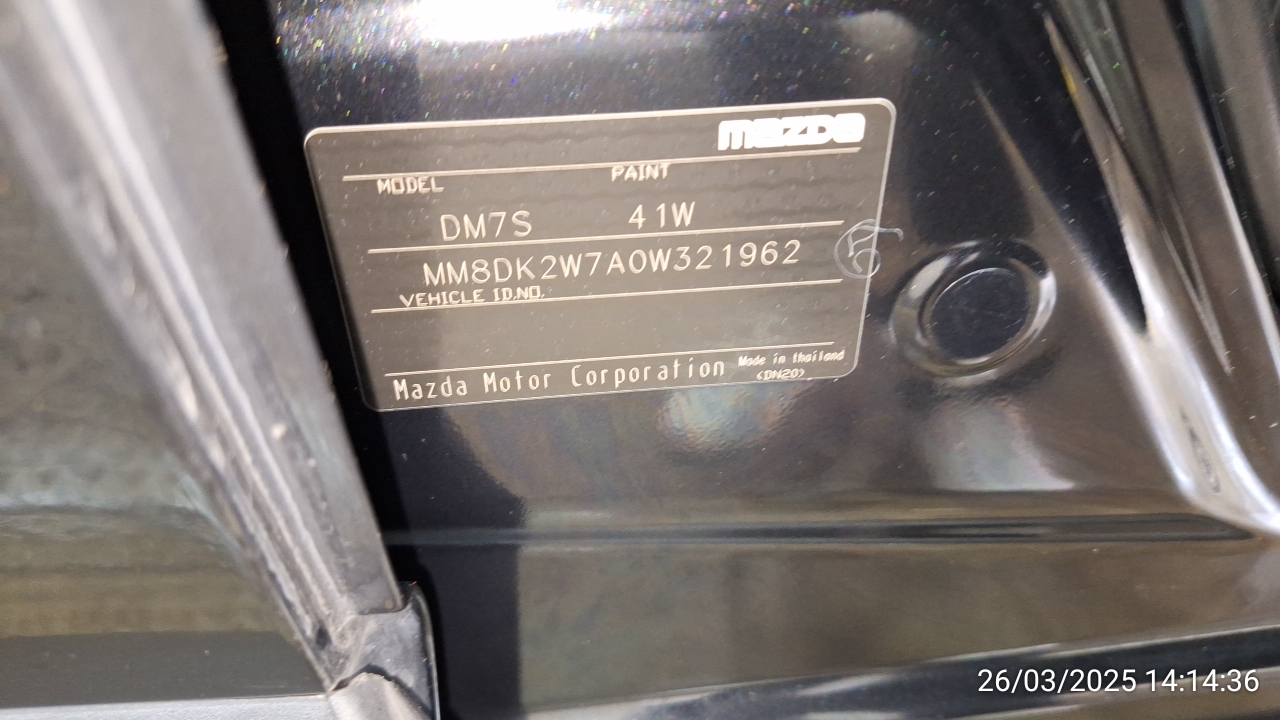 mazda
MODEL PAINT
DM7S 41W
MM8DK2W7A0W321962
VEHICLE ID.NO.
Mazda Motor Corporation Made in thailand
<DN20>
26/03/2025 14:14:36